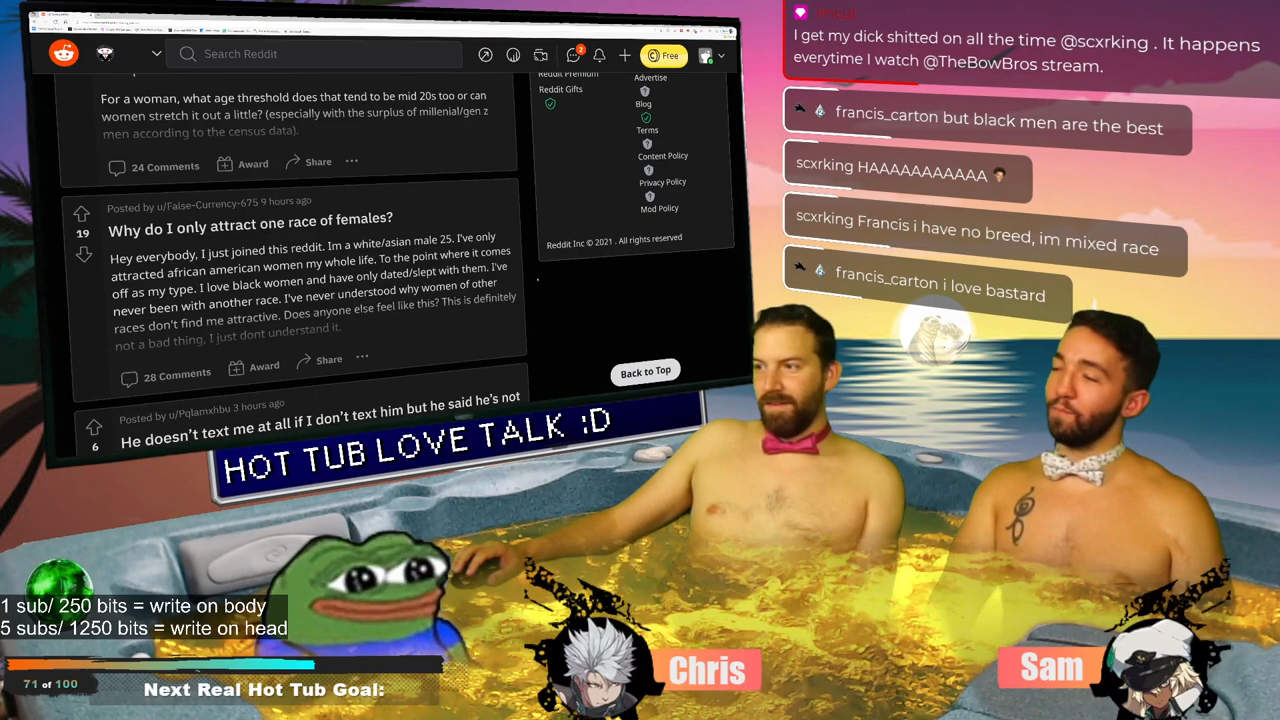 Search Reddit
2
Free
For a woman, what age threshold does that tend to be mid 20s too or can
women stretch it out a little? (especially with the surplus of millenial/gen z
men according to the census data).
24 Comments
Award
Share
Posted by u/False-Currency-675 9 hours ago
19
Why do I only attract one race of females?
Hey everybody, I just joined this reddit. Im a white/asian male 25. I've only
attracted african american women my whole life. To the point where it comes
off as my type. I love black women and have only dated/slept with them. I've
never been with another race. I've never understood why women of other
races don't find me attractive. Does anyone else feel like this? This is definitely
not a bad thing, I just dont understand it.
28 Comments
Award
Share
Posted by u/Pqlamxhbu 3 hours ago
6
He doesn't text me at all if I don't text him but he said he's not
Reddit Premium
Reddit Gifts
Advertise
Blog
Terms
Content Policy
Privacy Policy
Mod Policy
Reddit Inc © 2021 . All rights reserved
Back to Top
I get my dick shitted on all the time @scxrking . It happens
everytime I watch @TheBowBros stream.
francis_carton but black men are the best
scxrking HAAAAAAAAAAA
scxrking Francis i have no breed, im mixed race
francis_carton i love bastard
HOT TUB LOVE TALK :D
1 sub/ 250 bits = write on body
5 subs/ 1250 bits = write on head
71 of 100
Next Real Hot Tub Goal:
Chris
Sam